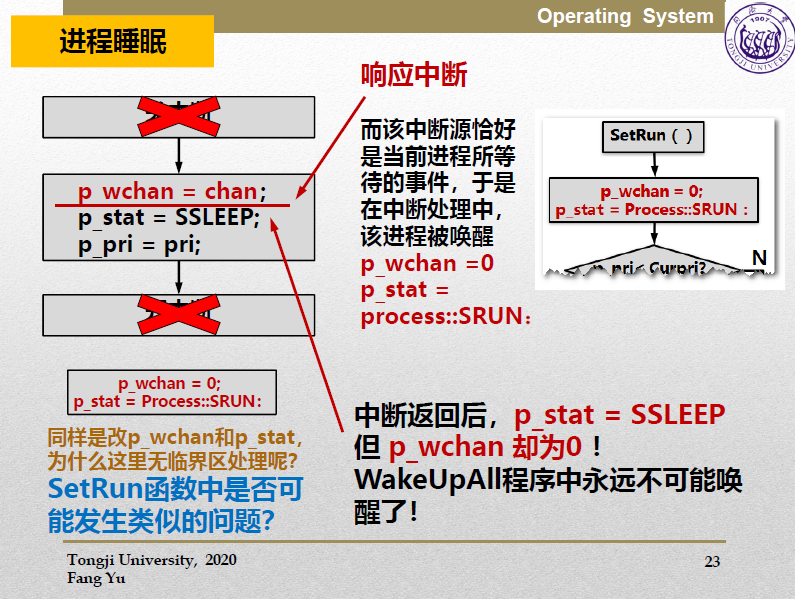 Operating System
进程睡眠
响应中断
p_wchan = chan;
p_stat = SSLEEP;
p_pri = pri;
而该中断源恰好
是当前进程所等
待的事件，于是
在中断处理中，
该进程被唤醒
p_wchan =0
p_stat =
process::SRUN：
SetRun（ ）
p_wchan = 0;
p_stat = Process::SRUN：
p_pri< Curpri?
N
p_wchan = 0;
p_stat = Process::SRUN：
同样是改p_wchan和p_stat，
为什么这里无临界区处理呢？
SetRun函数中是否可
能发生类似的问题？
中断返回后，p_stat = SSLEEP
但 p_wchan 却为0 ！
WakeUpAll程序中永远不可能唤
醒了！
Tongji University, 2020
Fang Yu
23
1907
TONGJI UNIVERSITY